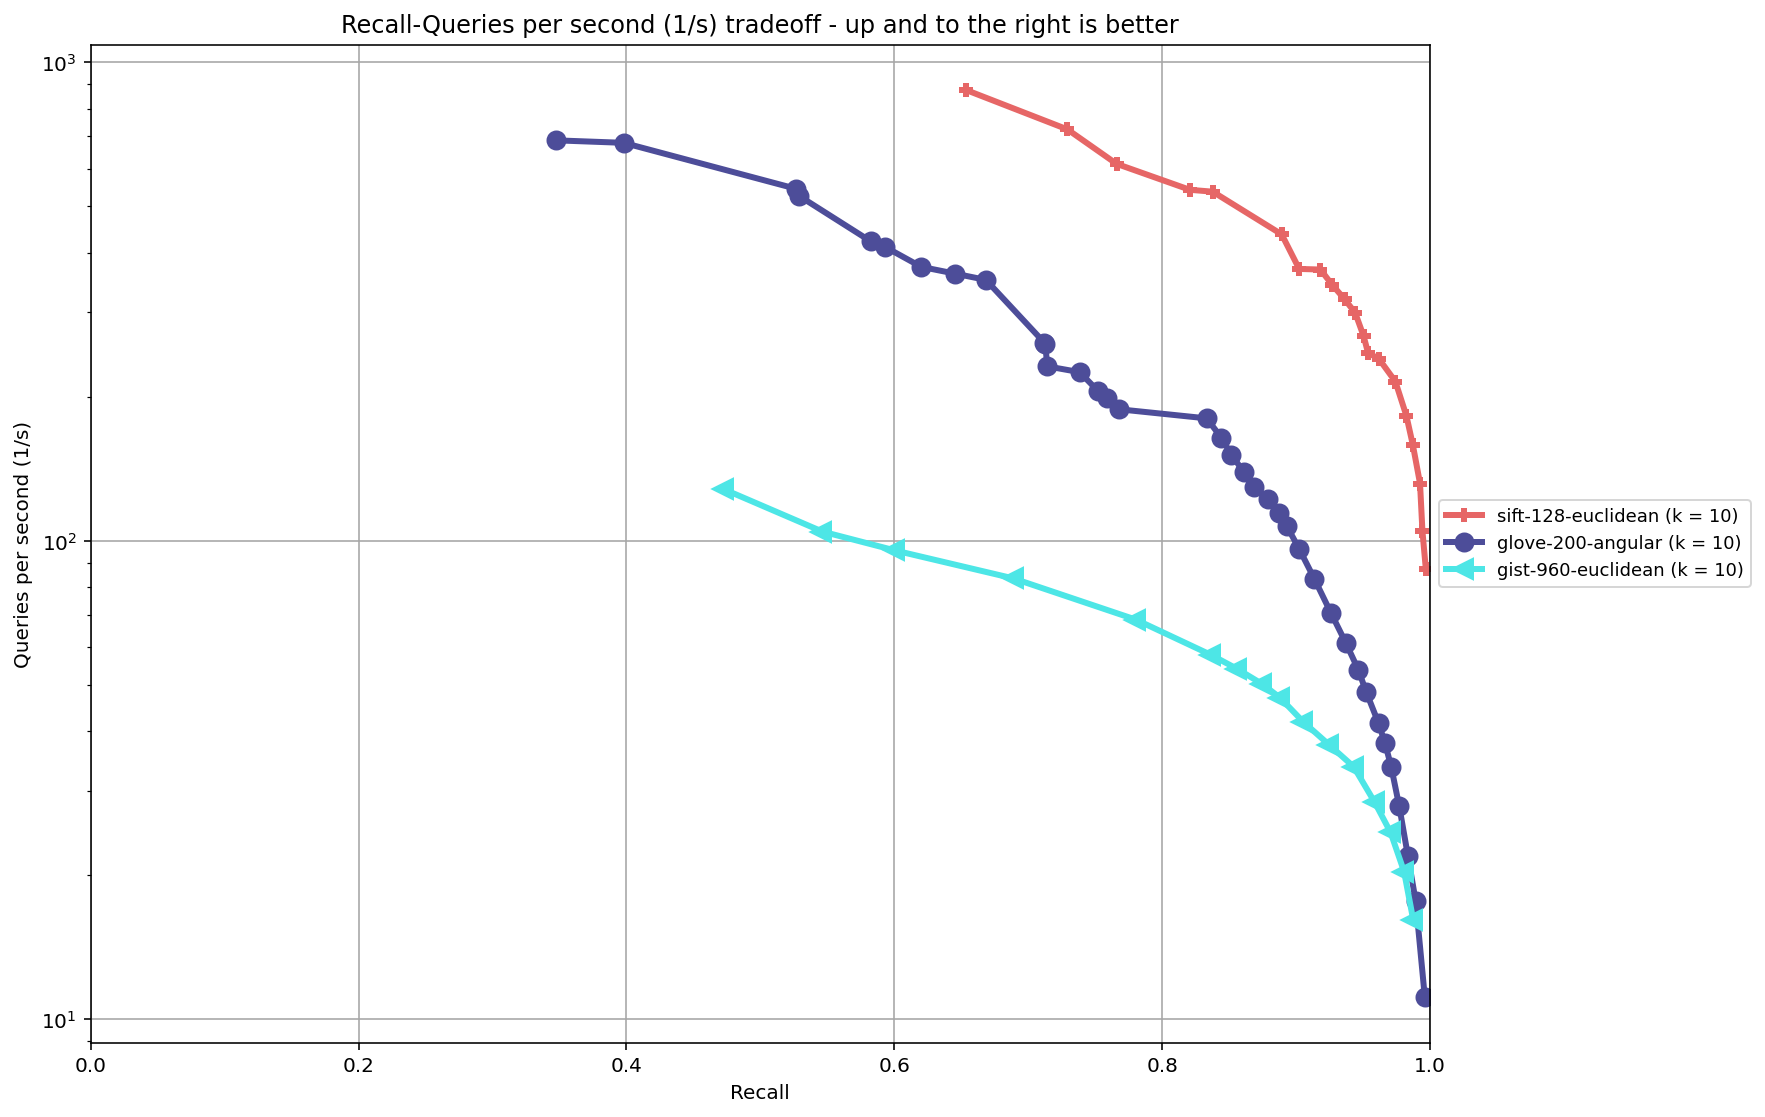 Recall-Queries per second (1/s) tradeoff - up and to the right is better
10³
10²
10¹
Queries per second (1/s)
0.0 0.2 0.4 0.6 0.8 1.0
Recall
sift-128-euclidean (k = 10)
glove-200-angular (k = 10)
gist-960-euclidean (k = 10)